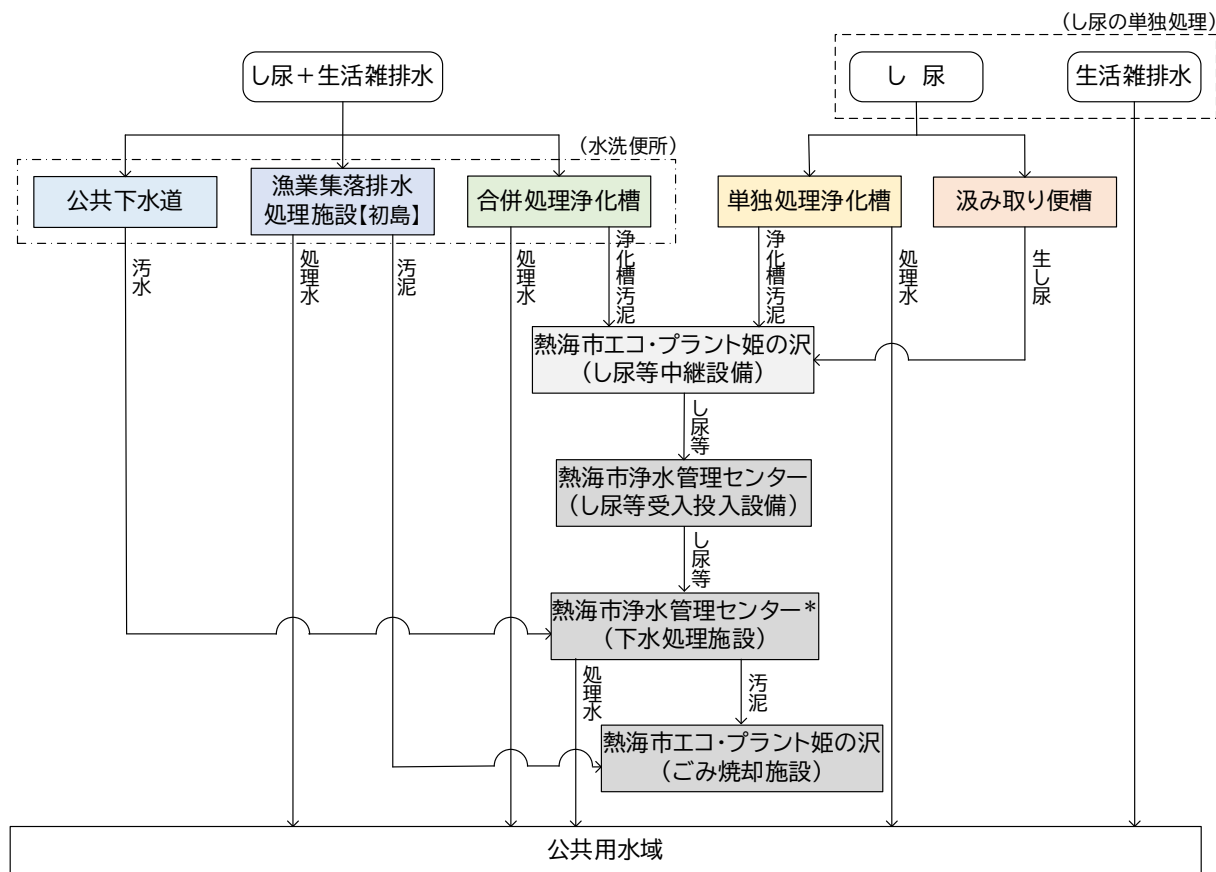 (し尿の単独処理)
し尿＋生活雑排水
し 尿
生活雑排水
(水洗便所)
公共下水道
漁業集落排水
処理施設【初島】
合併処理浄化槽
単独処理浄化槽
汲み取り便槽
汚水
処理水
汚泥
処理水
浄化槽汚泥
浄化槽汚泥
処理水
生し尿
熱海市エコ・プラント姫の沢
(し尿等中継設備)
し尿等
熱海市浄水管理センター
(し尿等受入投入設備)
し尿等
熱海市浄水管理センター*
(下水処理施設)
処理水
汚泥
熱海市エコ・プラント姫の沢
(ごみ焼却施設)
公共用水域